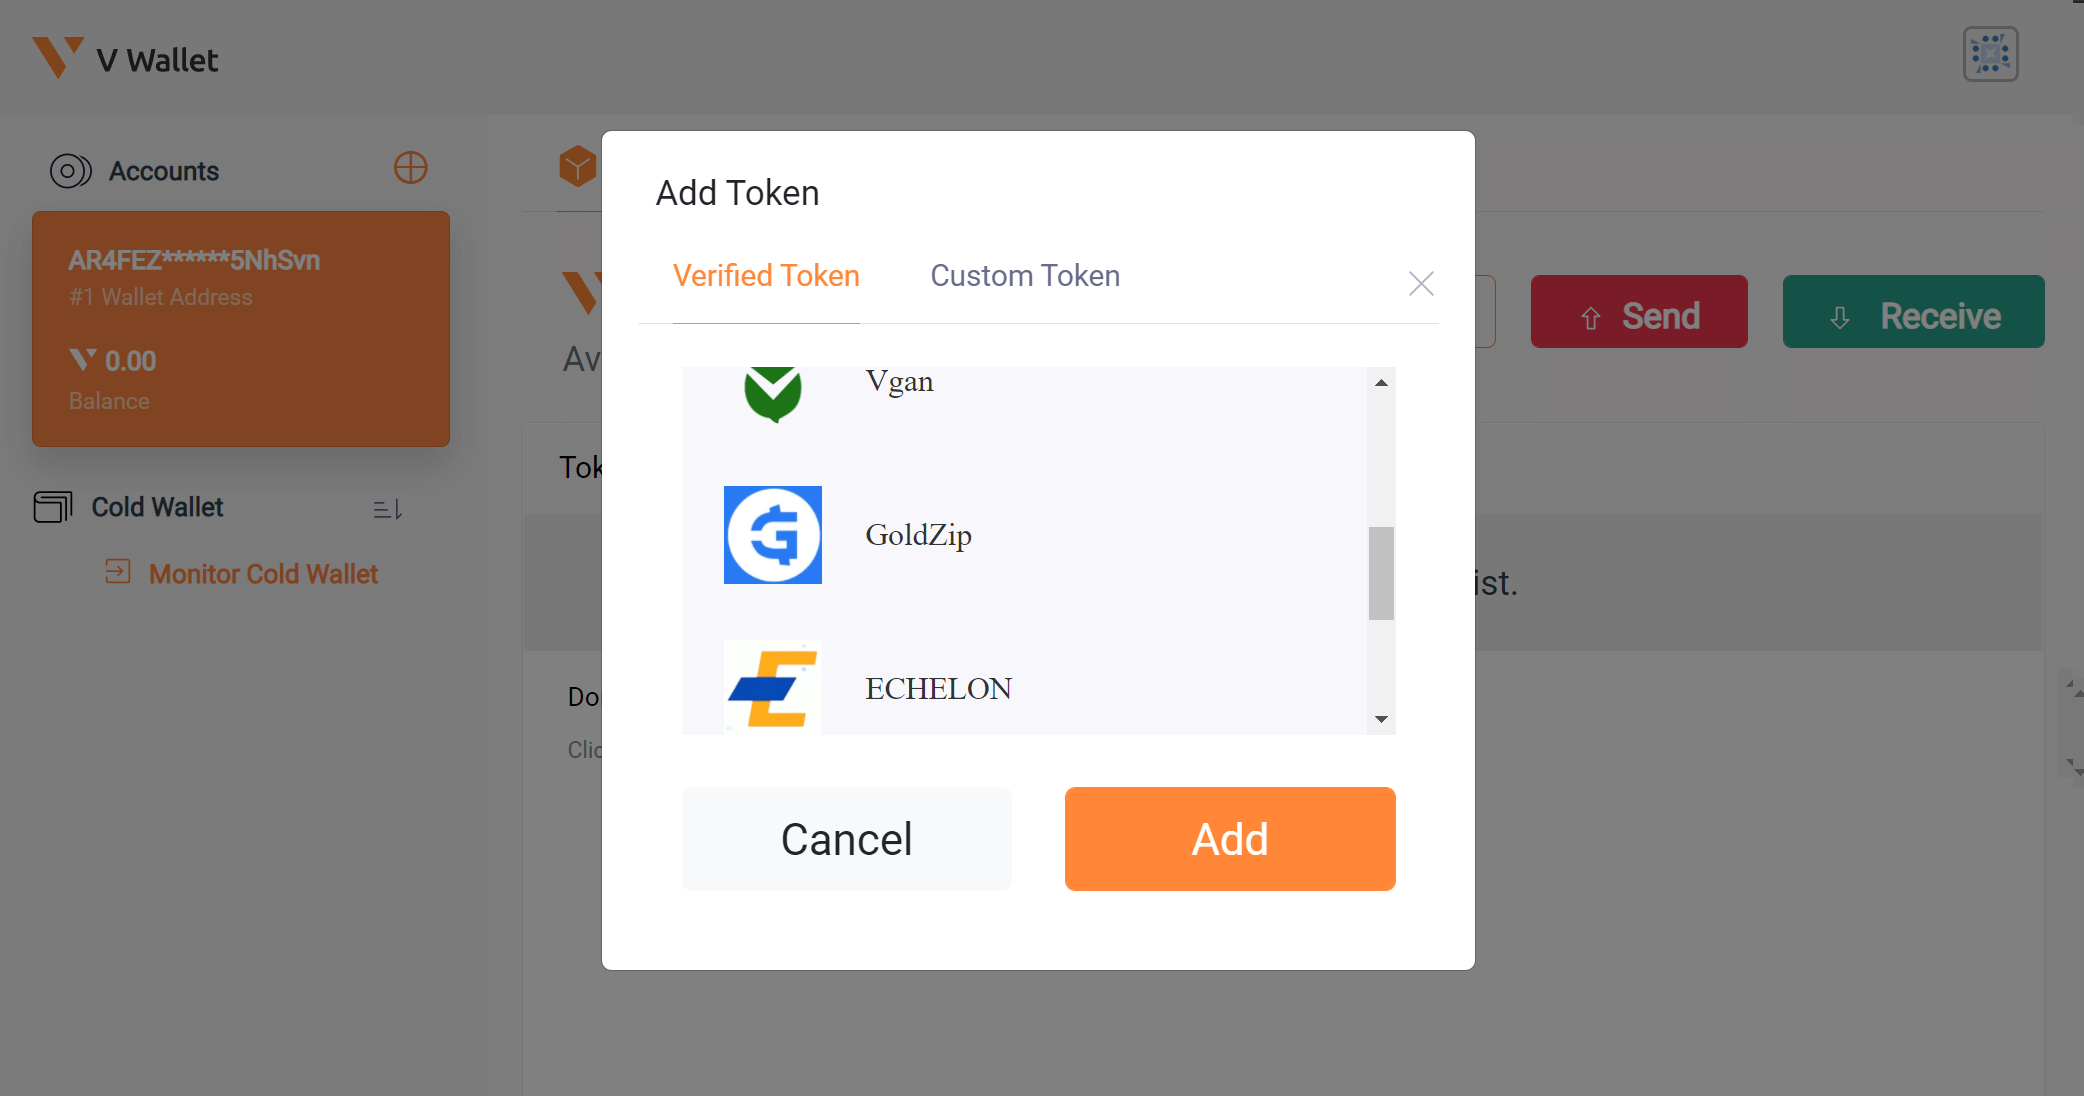 V Wallet
Accounts
AR4FEZ******5NhSvn
#1 Wallet Address
0.00
Balance
Cold Wallet
Monitor Cold Wallet
Add Token
Verified Token
Custom Token
Vgan
GoldZip
ECHELON
Cancel
Add
Send
Receive
Av
Tok
ist.
Do
Clic